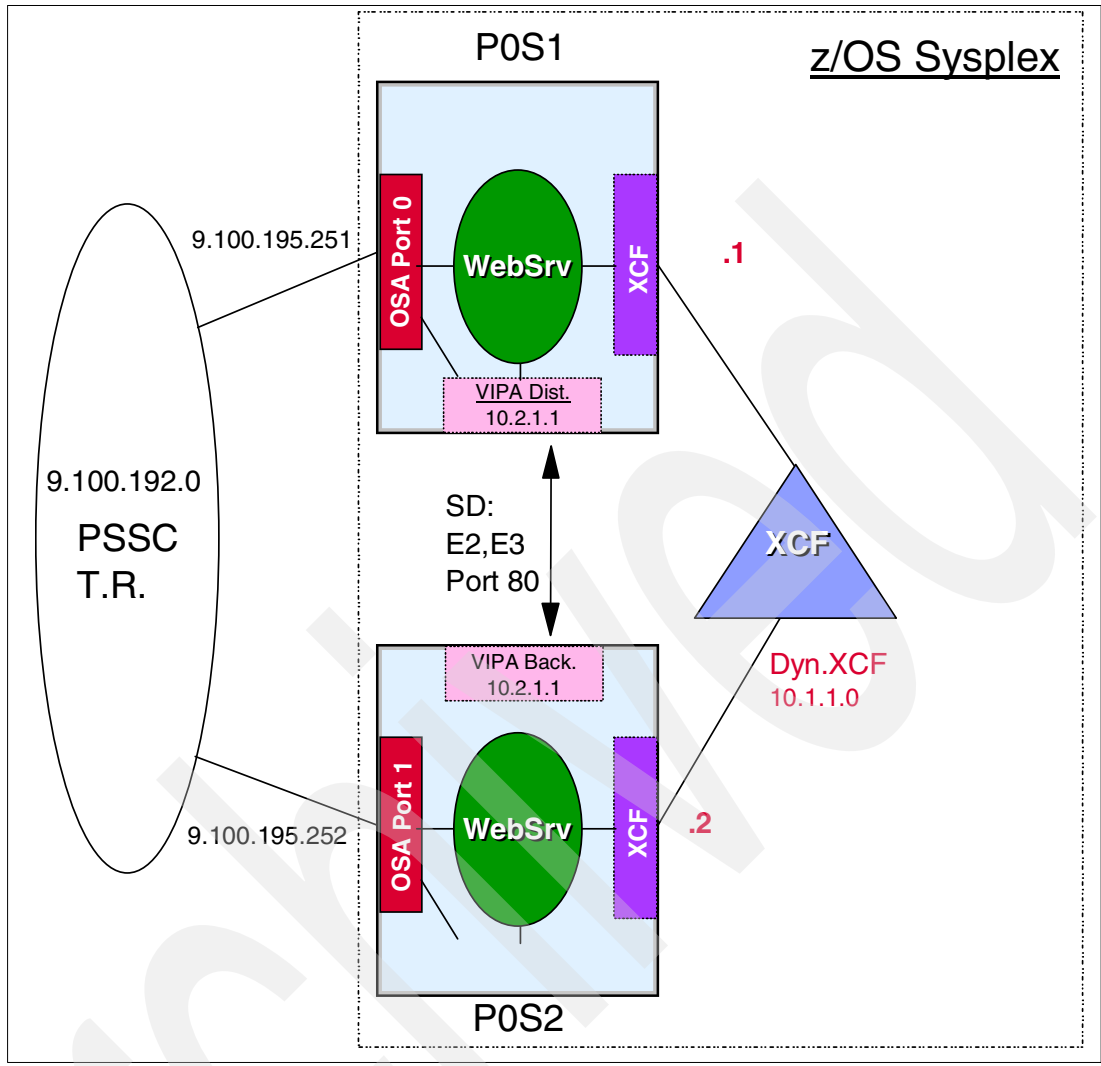 P0S1
z/OS Sysplex
OSA Port 0
WebSrv
XCF
9.100.195.251
.1
VIPA Dist.
10.2.1.1
9.100.192.0
PSSC
T.R.
SD:
E2,E3
Port 80
XCF
VIPA Back.
10.2.1.1
Dyn.XCF
10.1.1.0
OSA Port 1
WebSrv
XCF
9.100.195.252
.2
P0S2